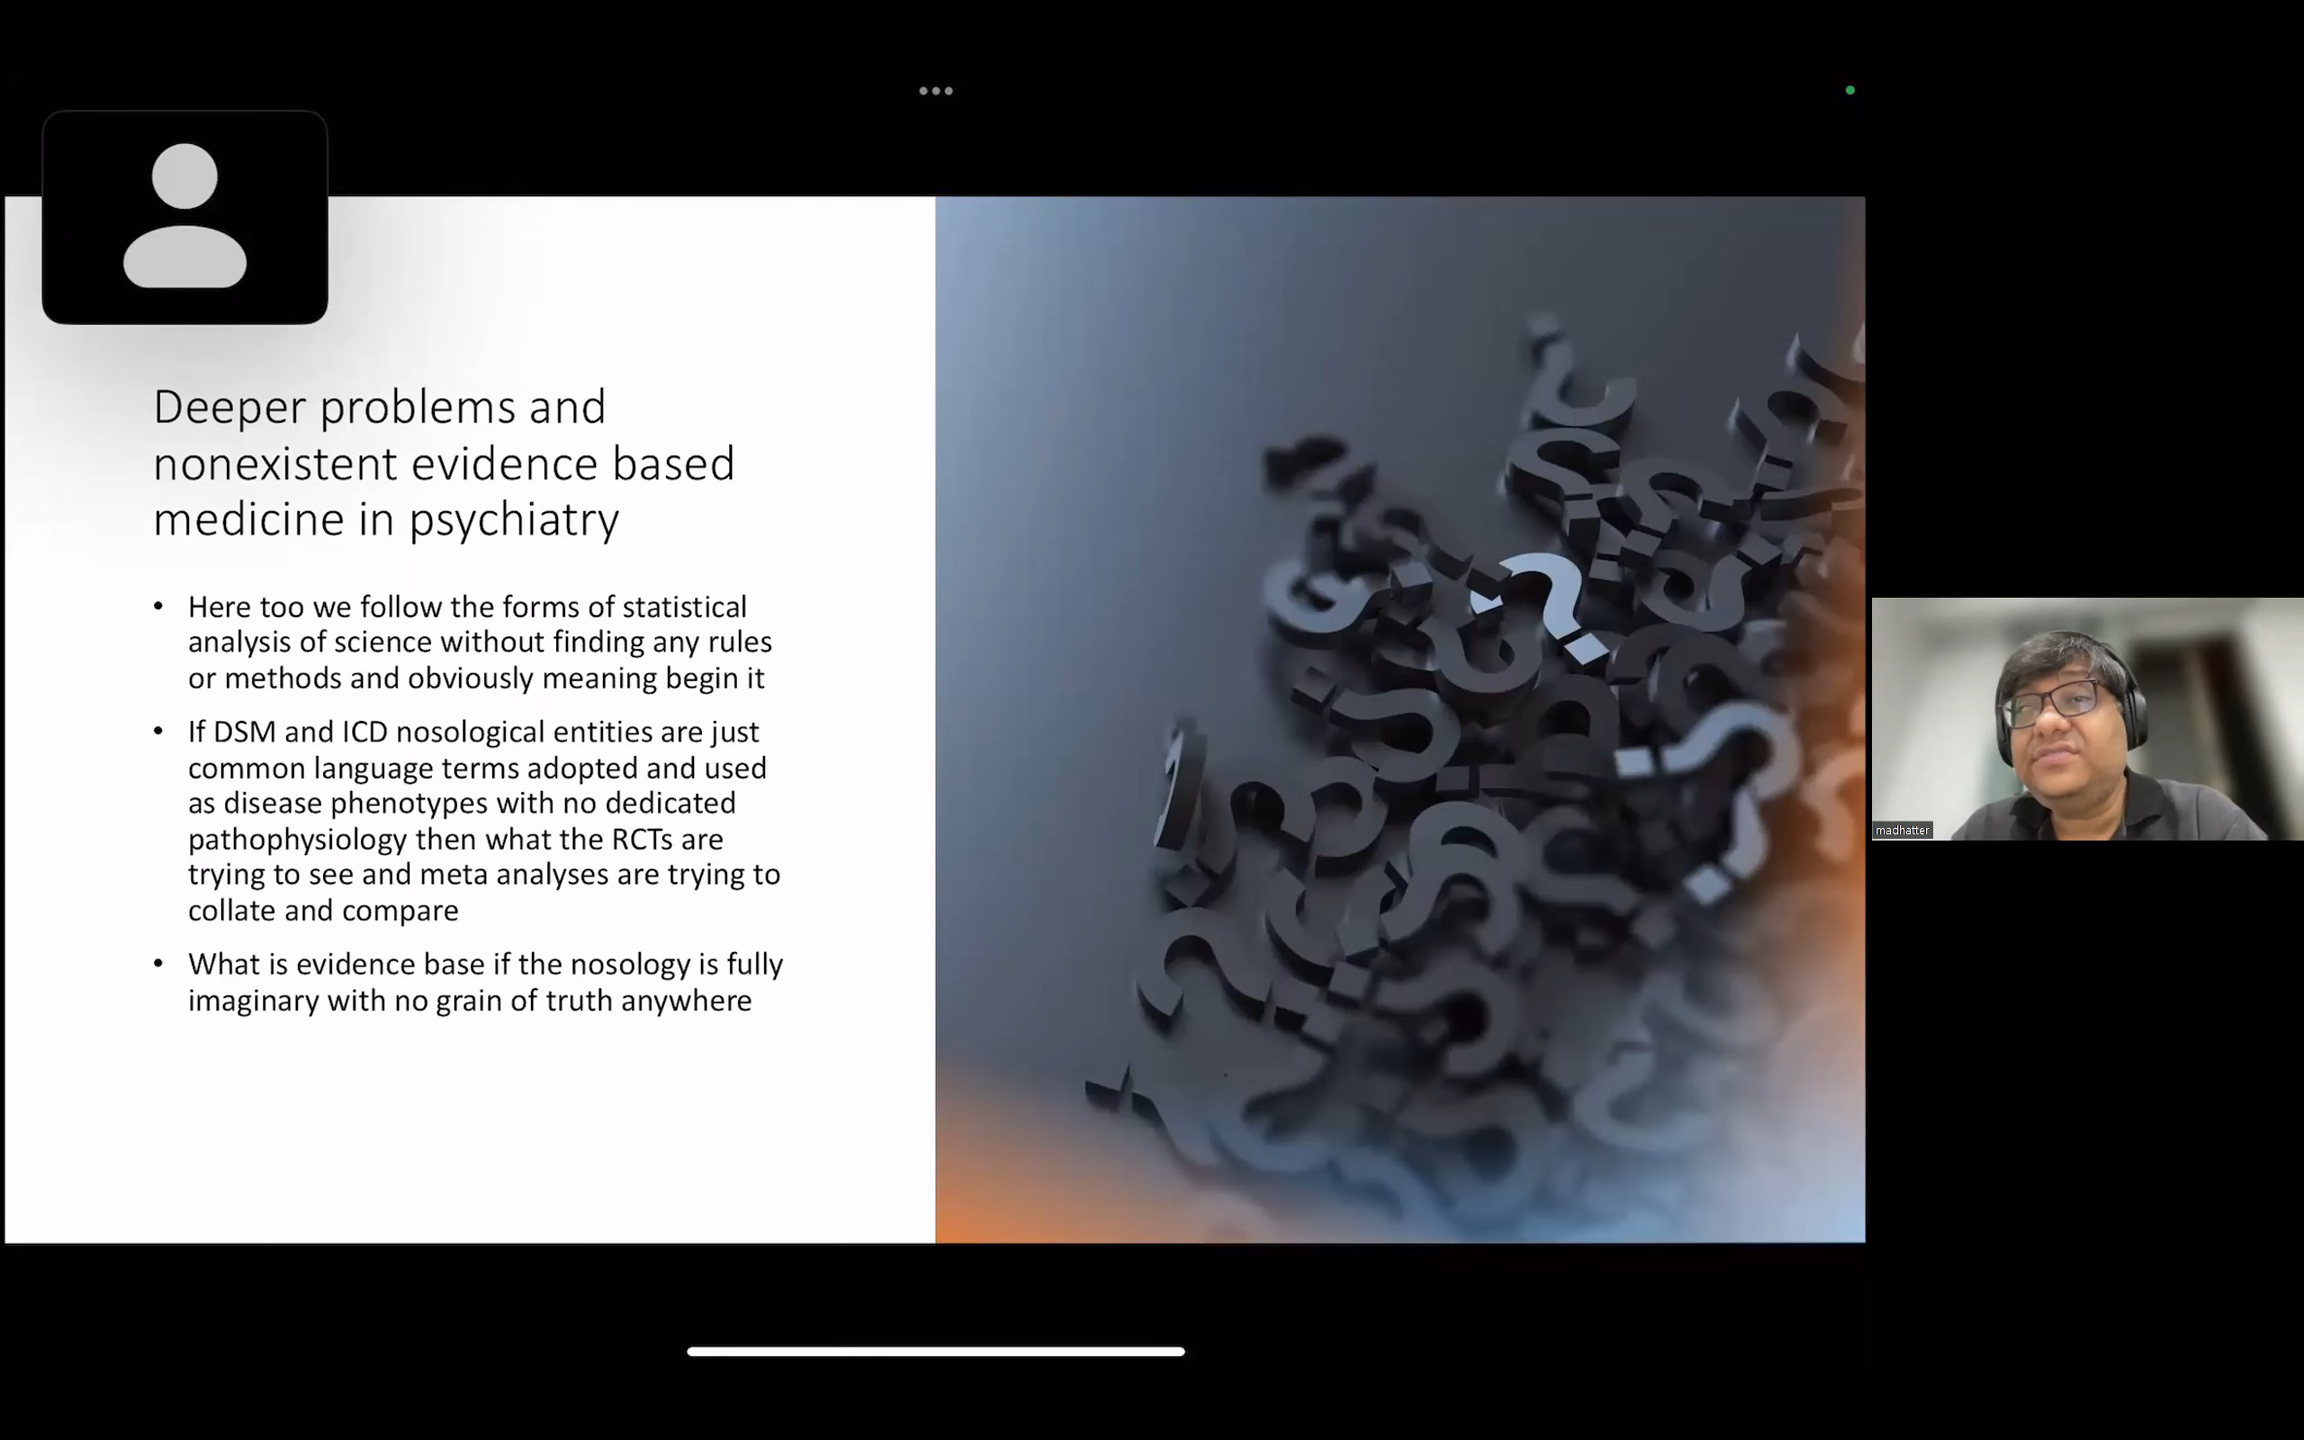 Deeper problems and
nonexistent evidence based
medicine in psychiatry
• Here too we follow the forms of statistical
analysis of science without finding any rules
or methods and obviously meaning begin it
• If DSM and ICD nosological entities are just
common language terms adopted and used
as disease phenotypes with no dedicated
pathophysiology then what the RCTs are
trying to see and meta analyses are trying to
collate and compare
• What is evidence base if the nosology is fully
imaginary with no grain of truth anywhere
madhatter